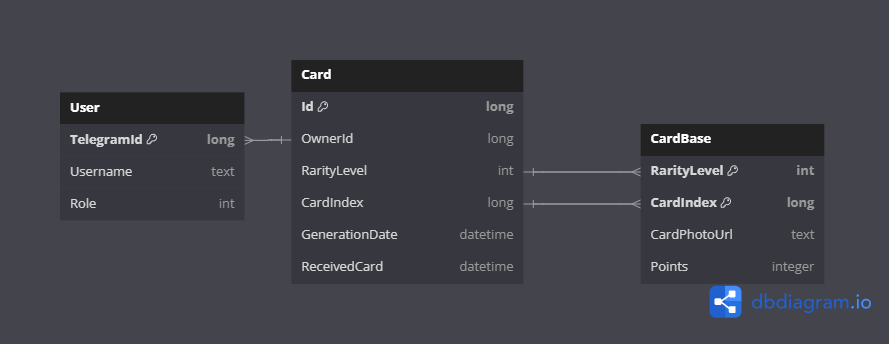 User
TelegramId long
Username text
Role int
Card
Id long
OwnerId long
RarityLevel int
CardIndex long
GenerationDate datetime
ReceivedCard datetime
CardBase
RarityLevel int
CardIndex long
CardPhotoUrl text
Points integer
dbdiagram.io